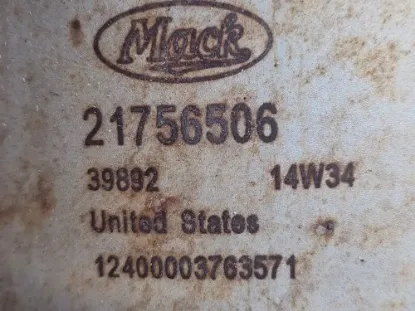 Mack
21756506
39892 14W34
United States
12400003763571